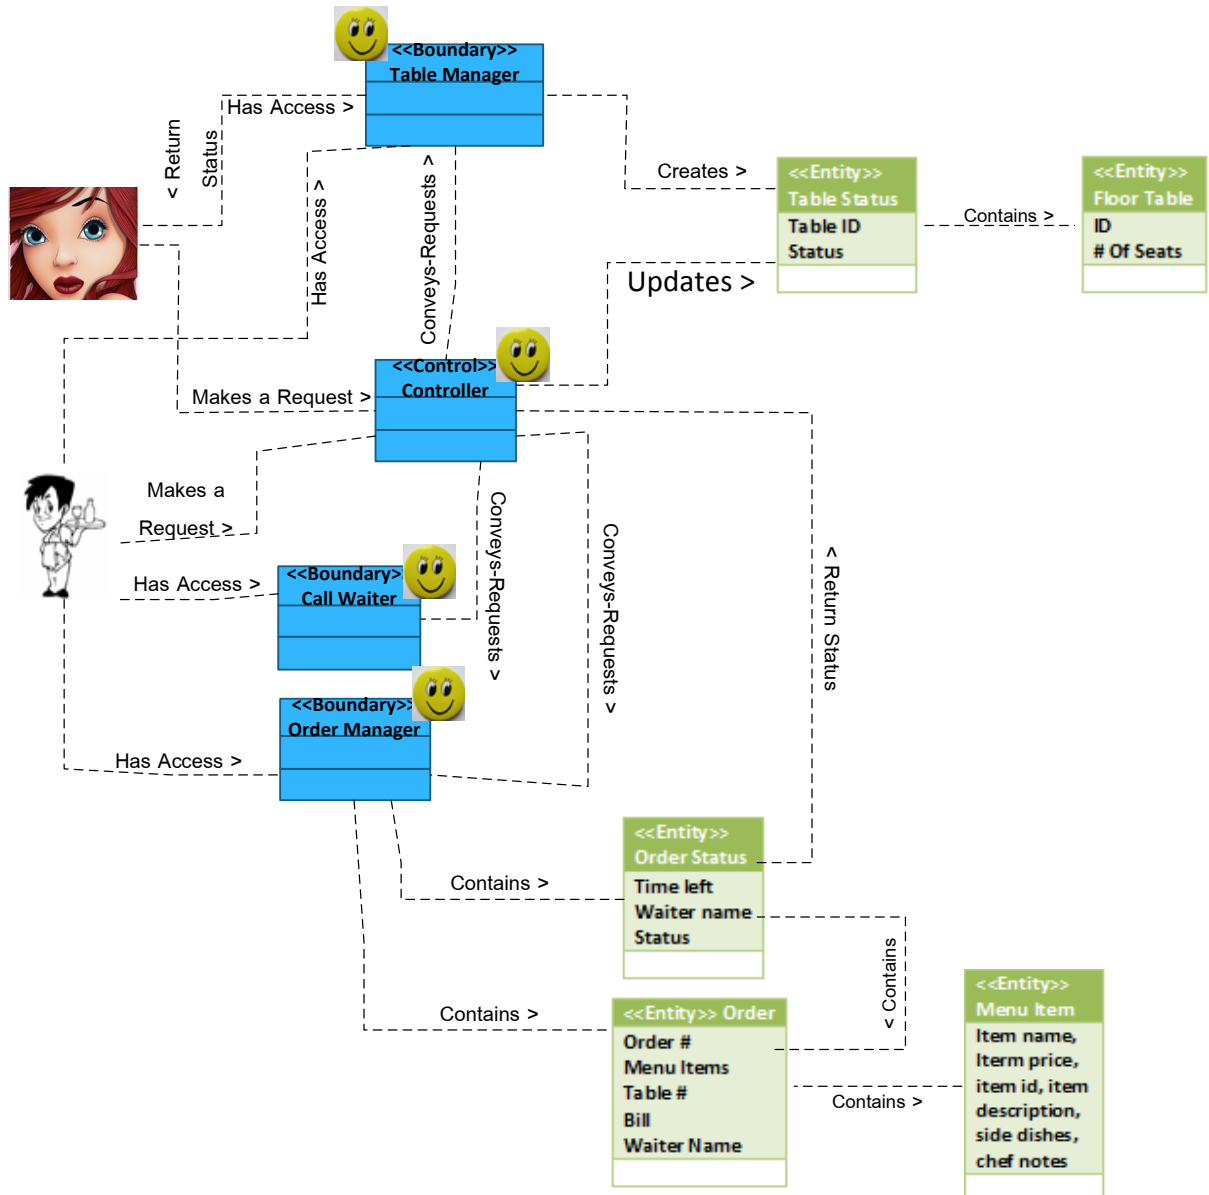 <<Boundary>>
Table Manager
Has Access >
< Return
Status
Has Access >
Conveys-Requests >
Creates >
<<Entity>>
Table Status
Table ID
Status
Contains >
<<Entity>>
Floor Table
ID
# Of Seats
Updates >
<<Control>>
Controller
Makes a Request >
Makes a
Request >
Has Access >
<<Boundary>
Call Waiter
Conveys-Requests >
Conveys-Requests >
< Return Status
<<Boundary>>
Order Manager
Has Access >
Contains >
<<Entity>>
Order Status
Time left
Waiter name
Status
< Contains
Contains >
<<Entity>> Order
Order #
Menu Items
Table #
Bill
Waiter Name
Contains >
<<Entity>>
Menu Item
Item name,
Iterm price,
item id, item
description,
side dishes,
chef notes